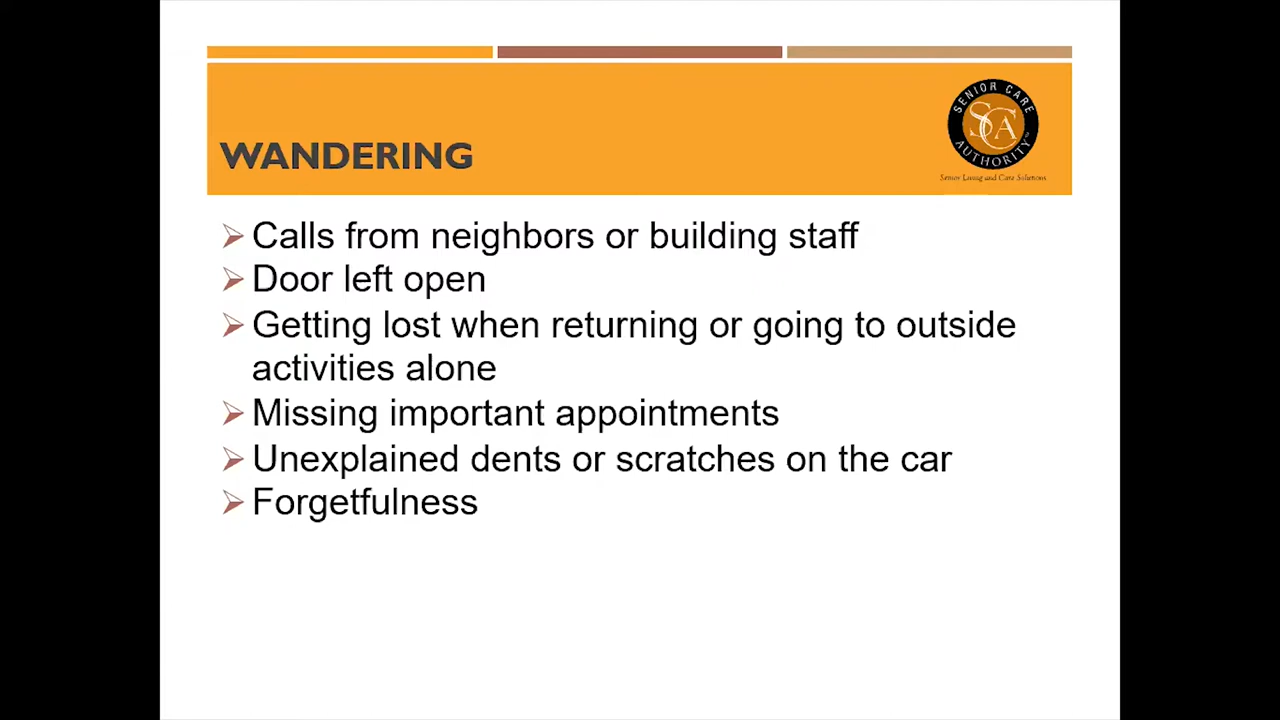 WANDERING
SENIOR CARE
SCA
AUTHORITY
Senior Living and Care Solutions
Calls from neighbors or building staff
Door left open
Getting lost when returning or going to outside
activities alone
Missing important appointments
Unexplained dents or scratches on the car
Forgetfulness